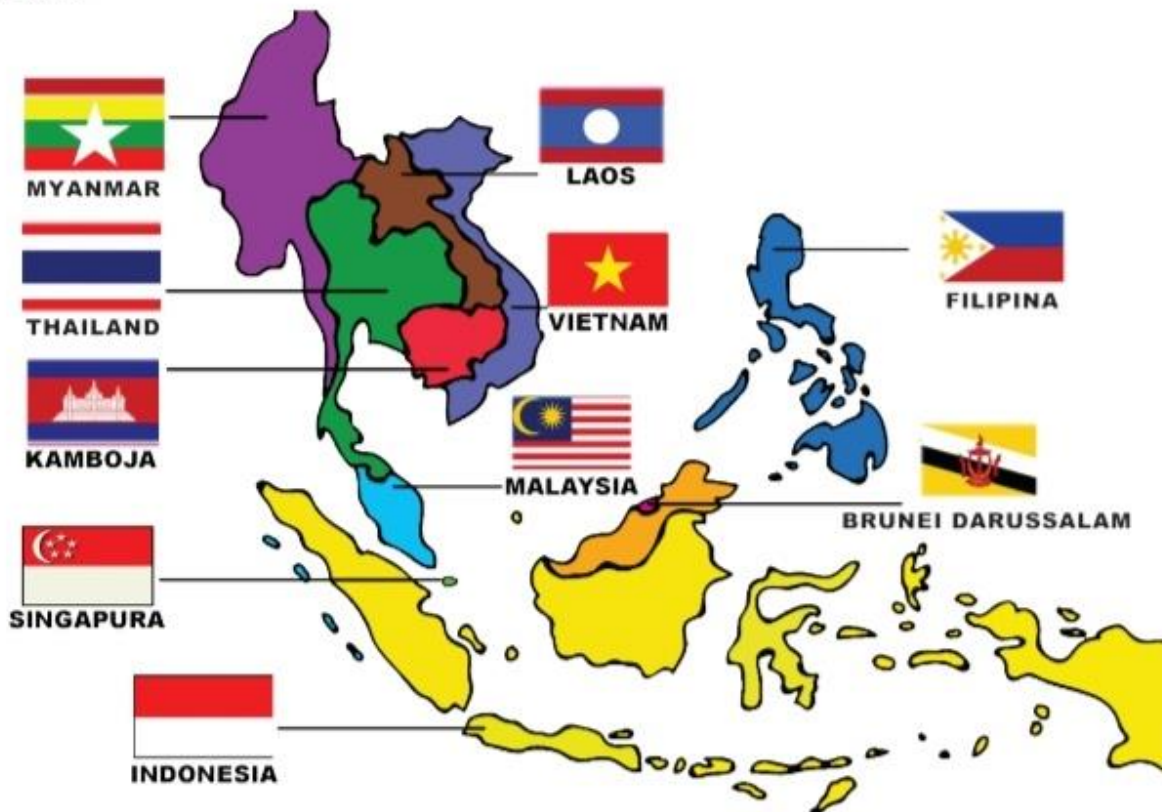 MYANMAR
LAOS
THAILAND
VIETNAM
FILIPINA
KAMBOJA
MALAYSIA
BRUNEI DARUSSALAM
SINGAPURA
INDONESIA